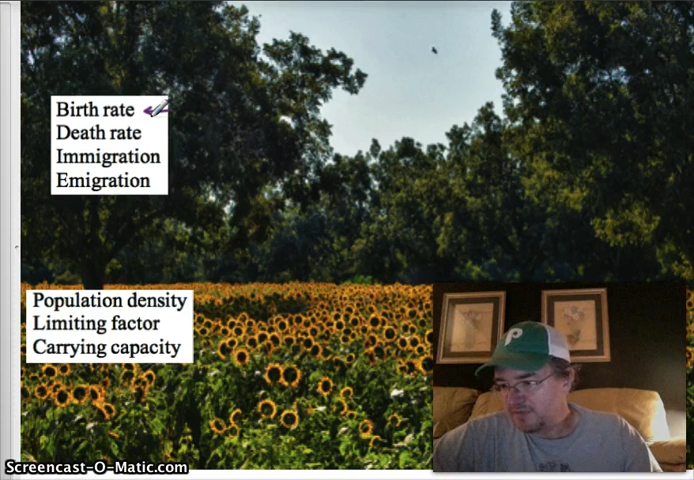 Birth rate
Death rate
Immigration
Emigration
Population density
Limiting factor
Carrying capacity
P
Screencast-O-Matic.com